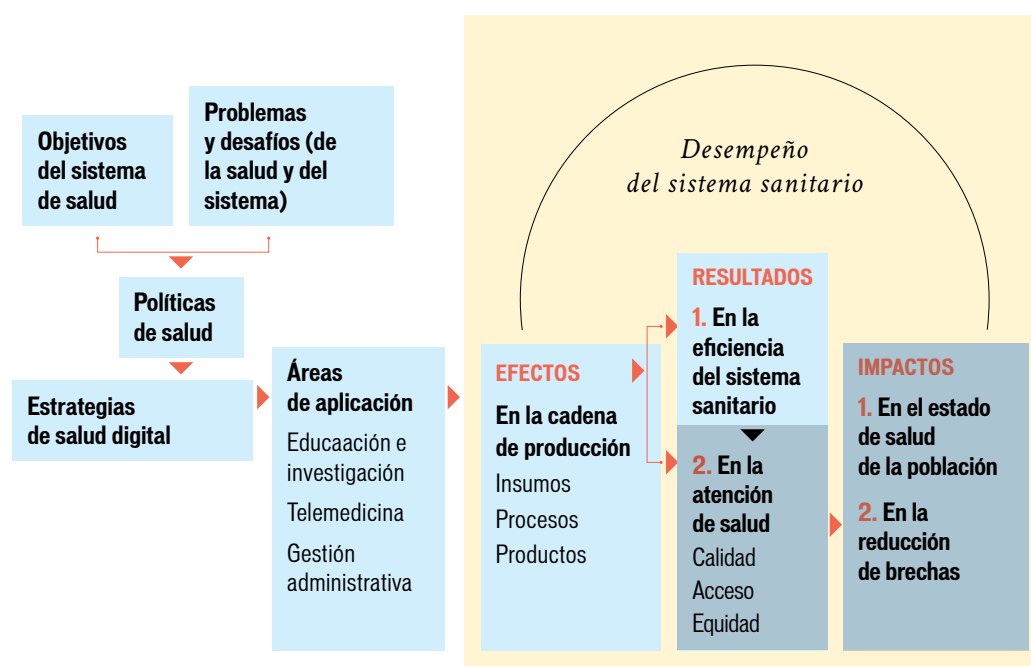 Objetivos
del sistema
de salud
Problemas
y desafíos (de
la salud y del
sistema)
Políticas
de salud
Estrategias
de salud digital
Áreas
de aplicación
Educaación e
investigación
Telemedicina
Gestión
administrativa
Desempeño
del sistema sanitario
EFECTOS
En la cadena
de producción
Insumos
Procesos
Productos
RESULTADOS
1. En la
eficiencia
del sistema
sanitario
2. En la
atención
de salud
Calidad
Acceso
Equidad
IMPACTOS
1. En el estado
de salud
de la población
2. En la
reducción
de brechas